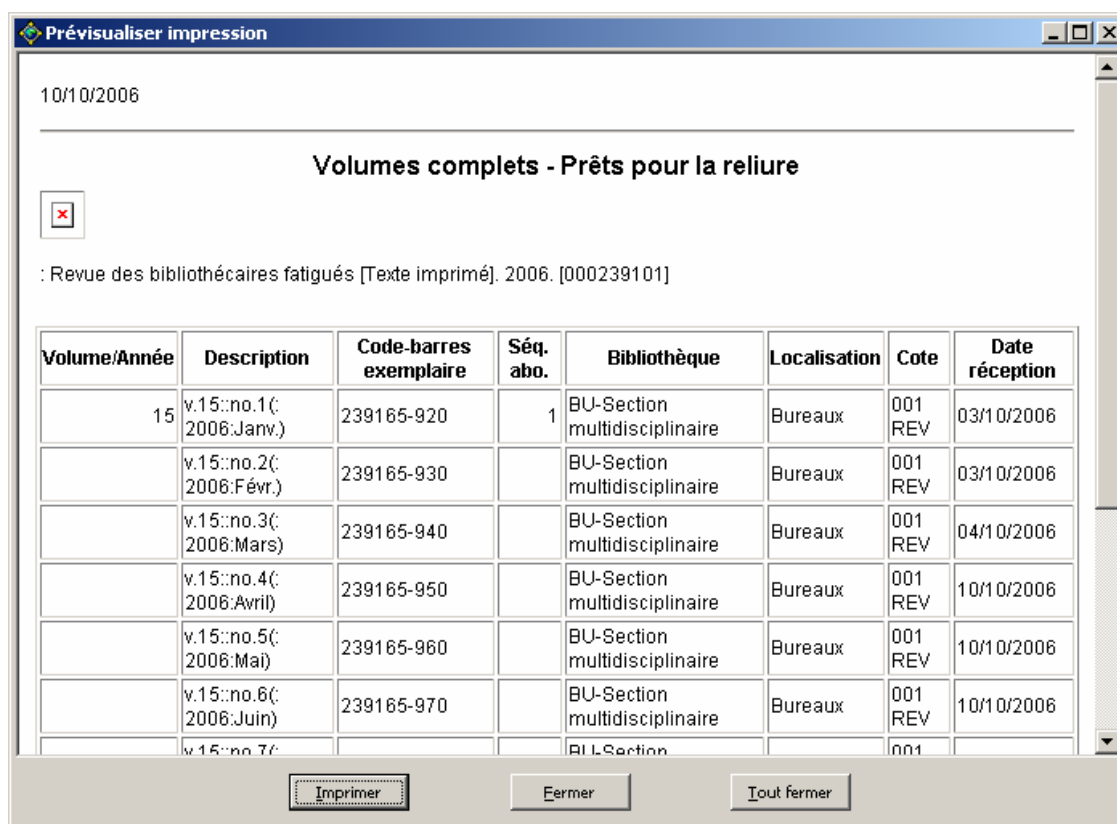 Prévisualiser impression
10/10/2006
Volumes complets - Prêts pour la reliure
: Revue des bibliothécaires fatigués [Texte imprimé]. 2006. [000239101]
Volume/Année Description Code-barres exemplaire Séq. abo. Bibliothèque Localisation Cote Date réception
15 v.15::no.1(: 2006:Janv.) 239165-920 1 BU-Section multidisciplinaire Bureaux 001 REV 03/10/2006
v.15::no.2(: 2006:Févr.) 239165-930 BU-Section multidisciplinaire Bureaux 001 REV 03/10/2006
v.15::no.3(: 2006:Mars) 239165-940 BU-Section multidisciplinaire Bureaux 001 REV 04/10/2006
v.15::no.4(: 2006:Avril) 239165-950 BU-Section multidisciplinaire Bureaux 001 REV 10/10/2006
v.15::no.5(: 2006:Mai) 239165-960 BU-Section multidisciplinaire Bureaux 001 REV 10/10/2006
v.15::no.6(: 2006:Juin) 239165-970 BU-Section multidisciplinaire Bureaux 001 REV 10/10/2006
v.15::no.7(: BU-Section 001
Imprimer Fermer Tout fermer